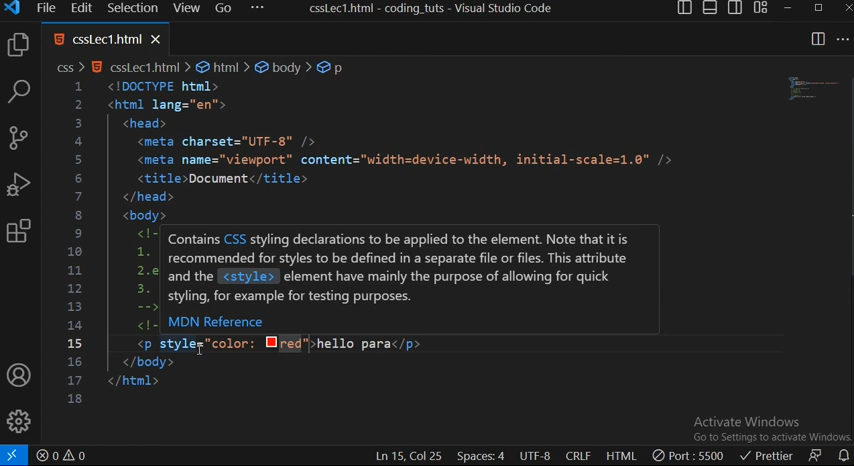 File Edit Selection View Go ··· cssLec1.html - coding_tuts - Visual Studio Code
cssLec1.html
css > cssLec1.html > html > body > p
1 <!DOCTYPE html>
2 <html lang="en">
3 <head>
4 <meta charset="UTF-8" />
5 <meta name="viewport" content="width=device-width, initial-scale=1.0" />
6 <title>Document</title>
7 </head>
8 <body>
9 <!-
10 1.
11 2.e
12 3.
13 -->
14 <!-
Contains CSS styling declarations to be applied to the element. Note that it is
recommended for styles to be defined in a separate file or files. This attribute
and the <style> element have mainly the purpose of allowing for quick
styling, for example for testing purposes.
MDN Reference
15 <p style="color: red">hello para</p>
16 </body>
17 </html>
18
Activate Windows
Go to Settings to activate Windows.
0 0 Ln 15, Col 25 Spaces: 4 UTF-8 CRLF HTML Port : 5500 Prettier